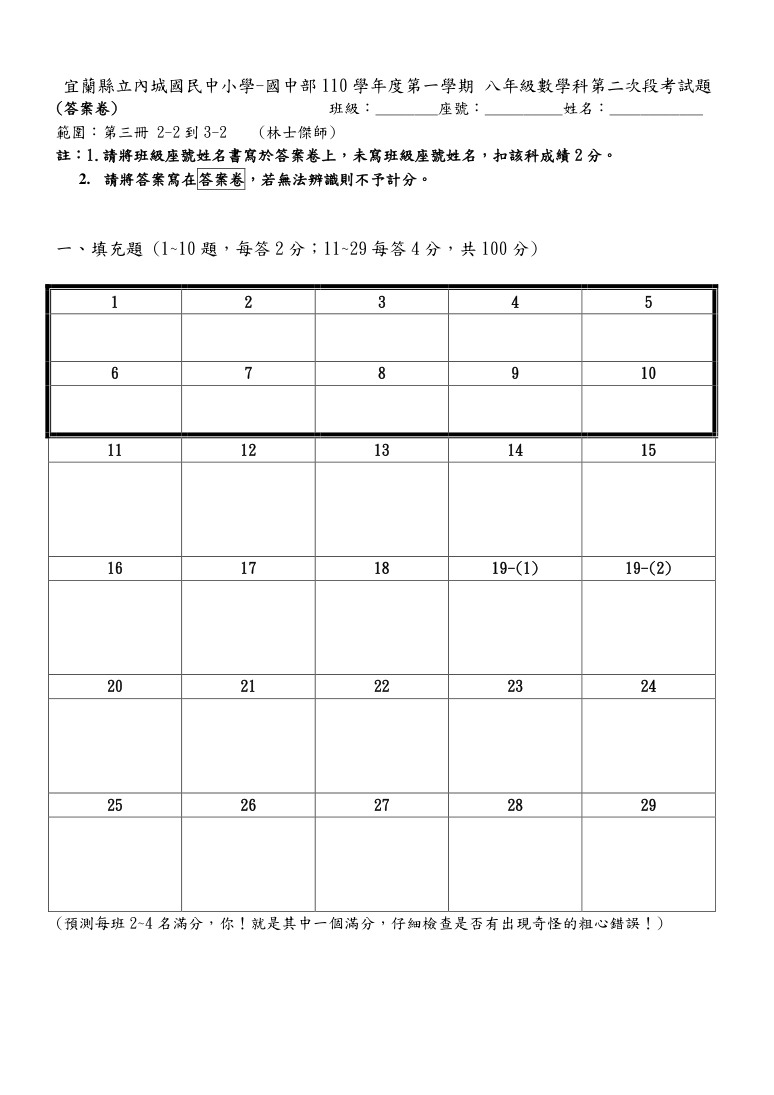 宜蘭縣立內城國民中小學-國中部 110 學年度第一學期 八年級數學科第二次段考試題
(答案卷) 班級：________座號：__________姓名：____________
範圍：第三冊 2-2 到 3-2 （林士傑師）
註：1.請將班級座號姓名書寫於答案卷上，未寫班級座號姓名，扣該科成績 2 分。
2. 請將答案寫在答案卷，若無法辨識則不予計分。
一、填充題（1~10 題，每答 2 分；11~29 每答 4 分，共 100 分）
1 2 3 4 5
6 7 8 9 10
11 12 13 14 15
16 17 18 19-(1) 19-(2)
20 21 22 23 24
25 26 27 28 29
（預測每班 2~4 名滿分，你！就是其中一個滿分，仔細檢查是否有出現奇怪的粗心錯誤！）